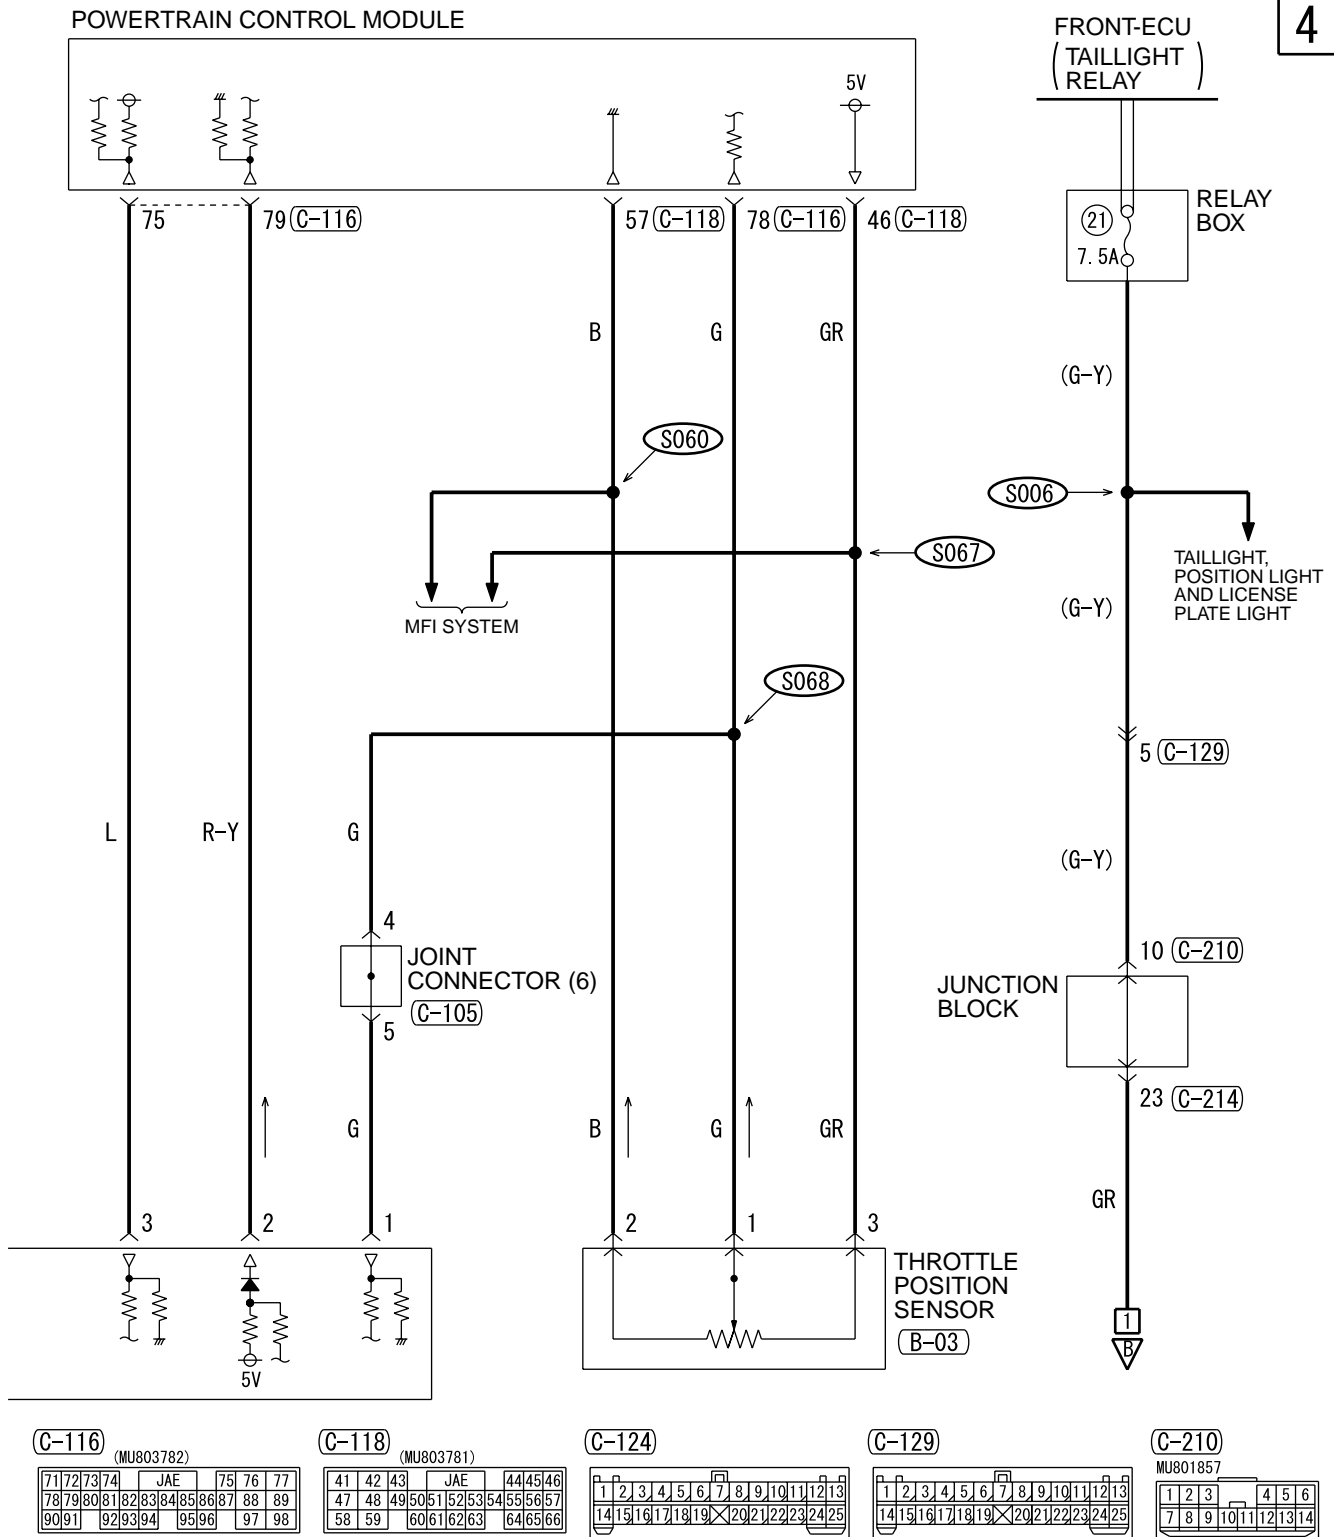 POWERTRAIN CONTROL MODULE
FRONT-ECU
(TAILLIGHT
RELAY)
4
5V
RELAY
BOX
21
7.5A
75
79 (C-116)
57 (C-118)
78 (C-116)
46 (C-118)
B
G
GR
(G-Y)
S060
S006
S067
TAILLIGHT,
POSITION LIGHT
AND LICENSE
PLATE LIGHT
MFI SYSTEM
(G-Y)
S068
5 (C-129)
L
R-Y
G
(G-Y)
4
JOINT
CONNECTOR (6)
(C-105)
5
10 (C-210)
JUNCTION
BLOCK
23 (C-214)
G
B
G
GR
GR
3
2
1
2
1
3
THROTTLE
POSITION
SENSOR
(B-03)
5V
1
B
(C-116)
(MU803782)
71 72 73 74 JAE 75 76 77
78 79 80 81 82 83 84 85 86 87 88 89
90 91 92 93 94 95 96 97 98
(C-118)
(MU803781)
41 42 43 JAE 44 45 46
47 48 49 50 51 52 53 54 55 56 57
58 59 60 61 62 63 64 65 66
(C-124)
1 2 3 4 5 6 7 8 9 10 11 12 13
14 15 16 17 18 19 20 21 22 23 24 25
(C-129)
1 2 3 4 5 6 7 8 9 10 11 12 13
14 15 16 17 18 19 20 21 22 23 24 25
(C-210)
MU801857
1 2 3 4 5 6
7 8 9 10 11 12 13 14